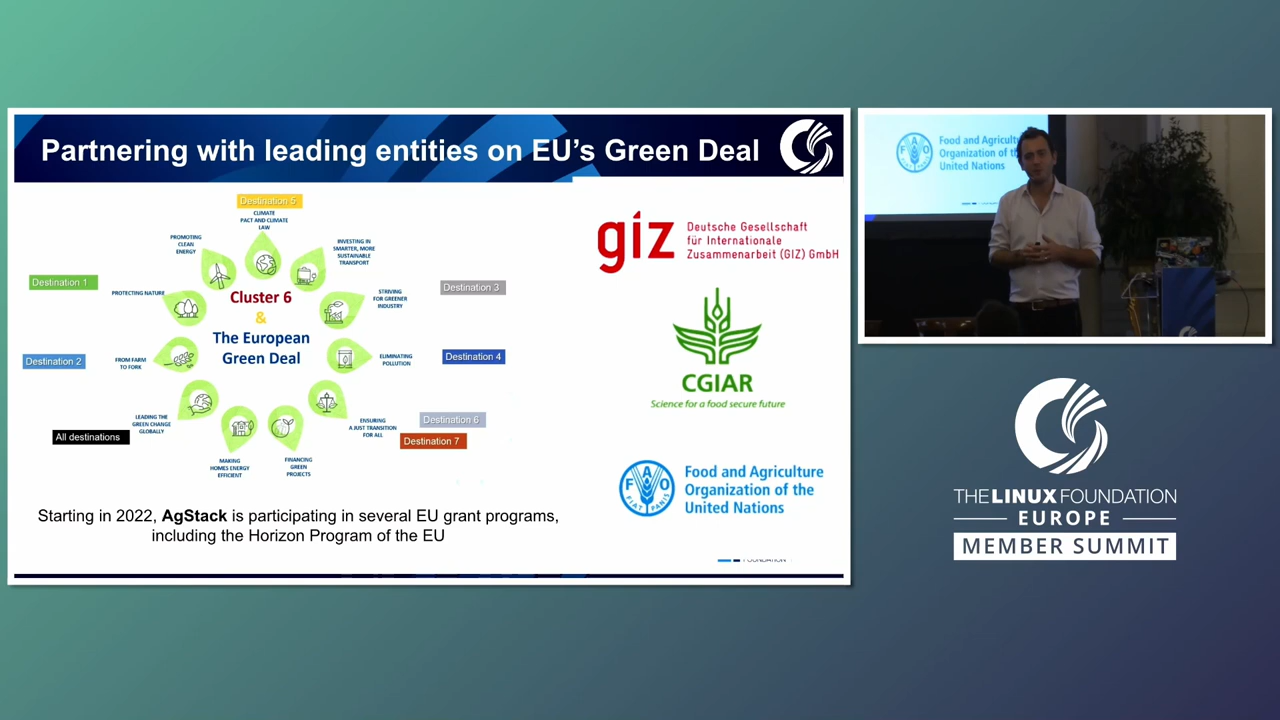 Partnering with leading entities on EU's Green Deal
Destination 5
CLIMATE
PACT AND CLIMATE
LAW
PROMOTING
CLEAN
ENERGY
INVESTING IN
SMARTER, MORE
SUSTAINABLE
TRANSPORT
Destination 1
PROTECTING NATURE
STRIVING
FOR GREENER
INDUSTRY
Destination 3
Cluster 6
&
The European
Green Deal
Destination 2
FROM FARM
TO FORK
ELIMINATING
POLLUTION
Destination 4
LEADING THE
GREEN CHANGE
GLOBALLY
ENSURING
A JUST TRANSITION
FOR ALL
Destination 6
Destination 7
All destinations
MAKING
HOMES ENERGY
EFFICIENT
FINANCING
GREEN
PROJECTS
Starting in 2022, AgStack is participating in several EU grant programs,
including the Horizon Program of the EU
giz
Deutsche Gesellschaft
für Internationale
Zusammenarbeit (GIZ) GmbH
CGIAR
Science for a food secure future
FAO
FIAT PANIS
Food and Agriculture
Organization of the
United Nations
FAO
Food and Agricultur
Organization of th
United Nations
THE LINUX FOUNDATION
EUROPE
MEMBER SUMMIT